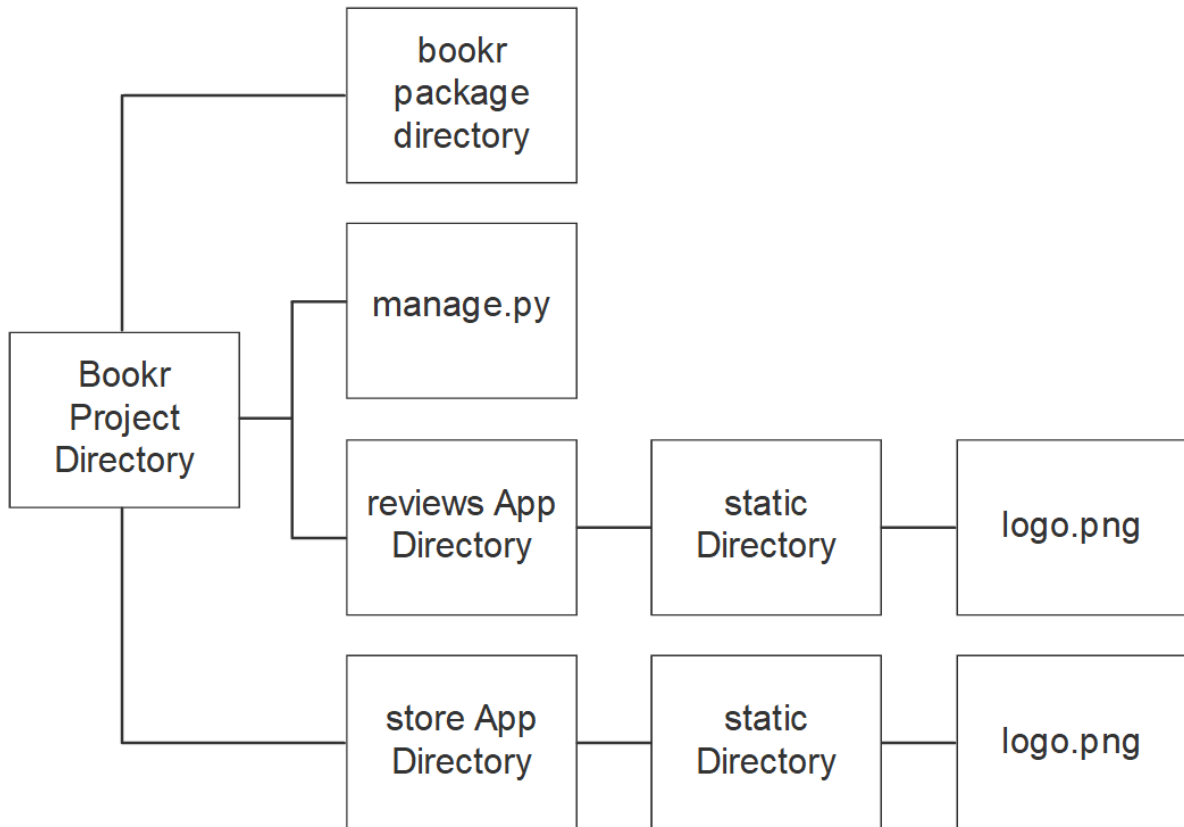 bookr
package
directory
manage.py
Bookr
Project
Directory
reviews App
Directory
static
Directory
logo.png
store App
Directory
static
Directory
logo.png